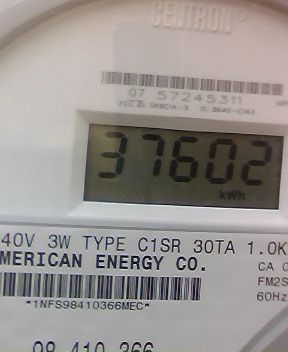 CENTRON®
07 57245311
37602
kWh
40V 3W TYPE C1SR 30TA 1.0K
MERICAN ENERGY CO.
CA 0
FM2S
60Hz
*1NFS98410366MEC*
98 410 366